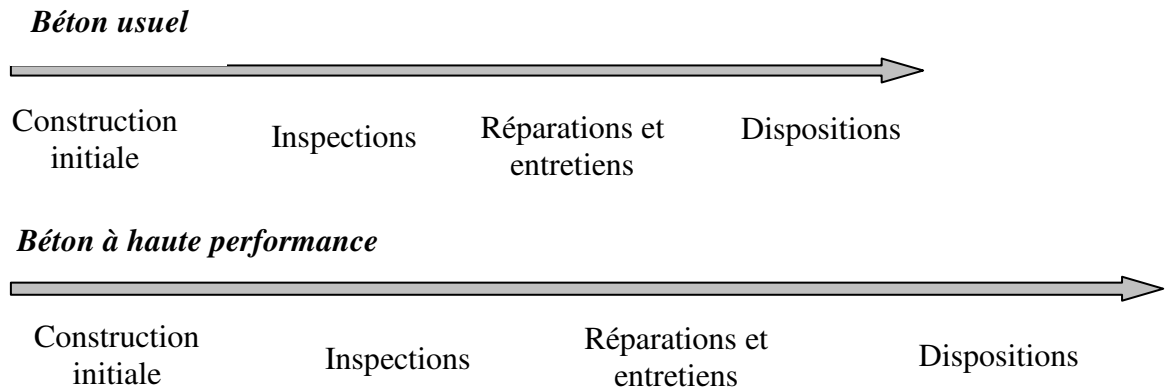 Béton usuel
Construction
initiale
Inspections
Réparations et
entretiens
Dispositions
Béton à haute performance
Construction
initiale
Inspections
Réparations et
entretiens
Dispositions